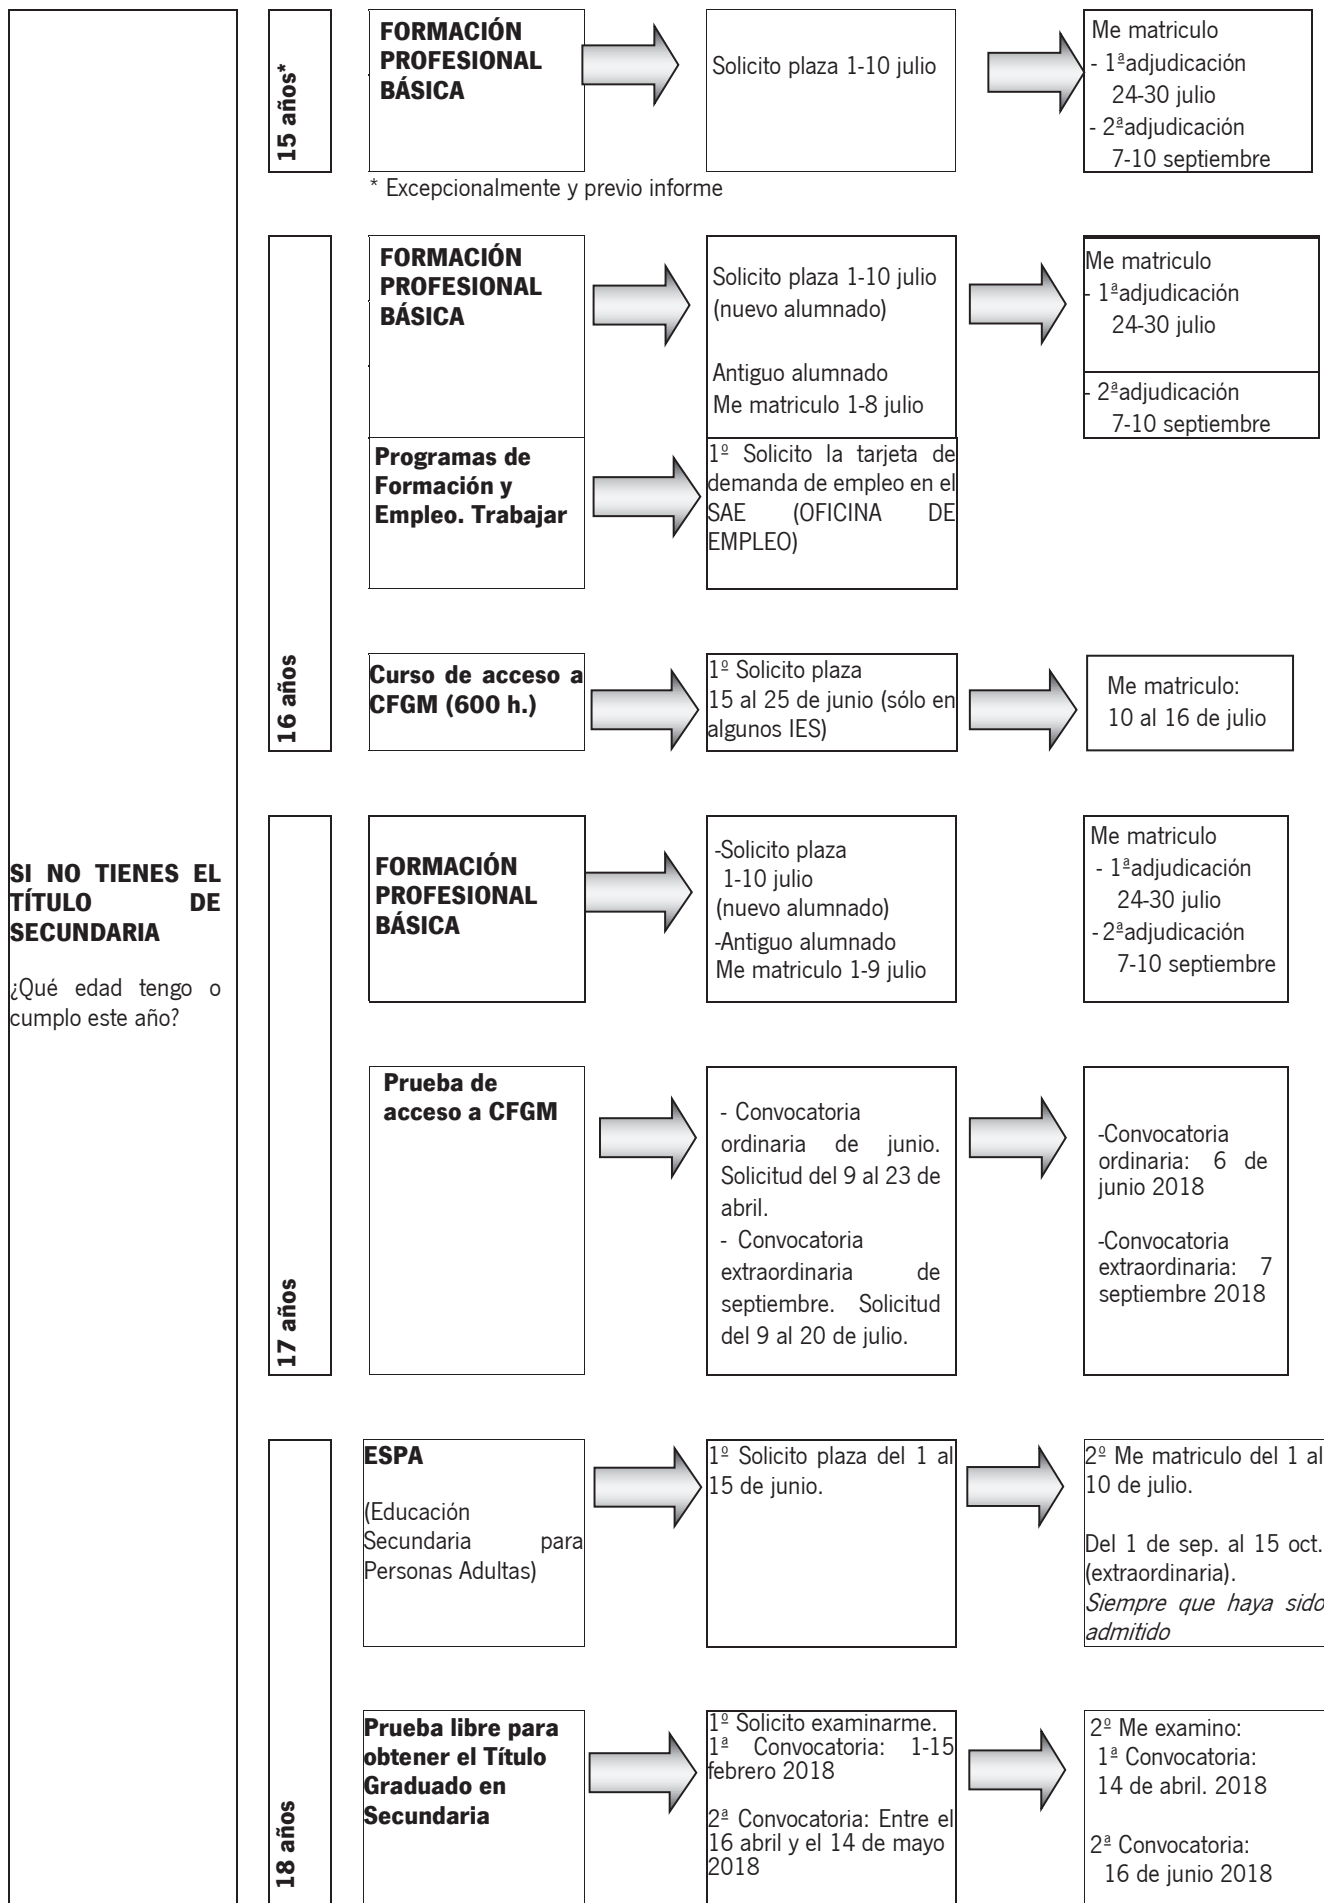 SI NO TIENES EL
TÍTULO DE
SECUNDARIA
¿Qué edad tengo o
cumplo este año?
15 años*
FORMACIÓN
PROFESIONAL
BÁSICA
Solicito plaza 1-10 julio
Me matriculo
- 1ªadjudicación
24-30 julio
- 2ªadjudicación
7-10 septiembre
* Excepcionalmente y previo informe
16 años
FORMACIÓN
PROFESIONAL
BÁSICA
Solicito plaza 1-10 julio
(nuevo alumnado)
Antiguo alumnado
Me matriculo 1-8 julio
Me matriculo
- 1ªadjudicación
24-30 julio
- 2ªadjudicación
7-10 septiembre
Programas de
Formación y
Empleo. Trabajar
1º Solicito la tarjeta de
demanda de empleo en el
SAE (OFICINA DE
EMPLEO)
Curso de acceso a
CFGM (600 h.)
1º Solicito plaza
15 al 25 de junio (sólo en
algunos IES)
Me matriculo:
10 al 16 de julio
17 años
FORMACIÓN
PROFESIONAL
BÁSICA
-Solicito plaza
1-10 julio
(nuevo alumnado)
-Antiguo alumnado
Me matriculo 1-9 julio
Me matriculo
- 1ªadjudicación
24-30 julio
- 2ªadjudicación
7-10 septiembre
Prueba de
acceso a CFGM
- Convocatoria
ordinaria de junio.
Solicitud del 9 al 23 de
abril.
- Convocatoria
extraordinaria de
septiembre. Solicitud
del 9 al 20 de julio.
-Convocatoria
ordinaria: 6 de
junio 2018
-Convocatoria
extraordinaria: 7
septiembre 2018
18 años
ESPA
(Educación
Secundaria para
Personas Adultas)
1º Solicito plaza del 1 al
15 de junio.
2º Me matriculo del 1 al
10 de julio.
Del 1 de sep. al 15 oct.
(extraordinaria).
Siempre que haya sido
admitido
Prueba libre para
obtener el Título
Graduado en
Secundaria
1º Solicito examinarme.
1ª Convocatoria: 1-15
febrero 2018
2ª Convocatoria: Entre el
16 abril y el 14 de mayo
2018
2º Me examino:
1ª Convocatoria:
14 de abril. 2018
2ª Convocatoria:
16 de junio 2018